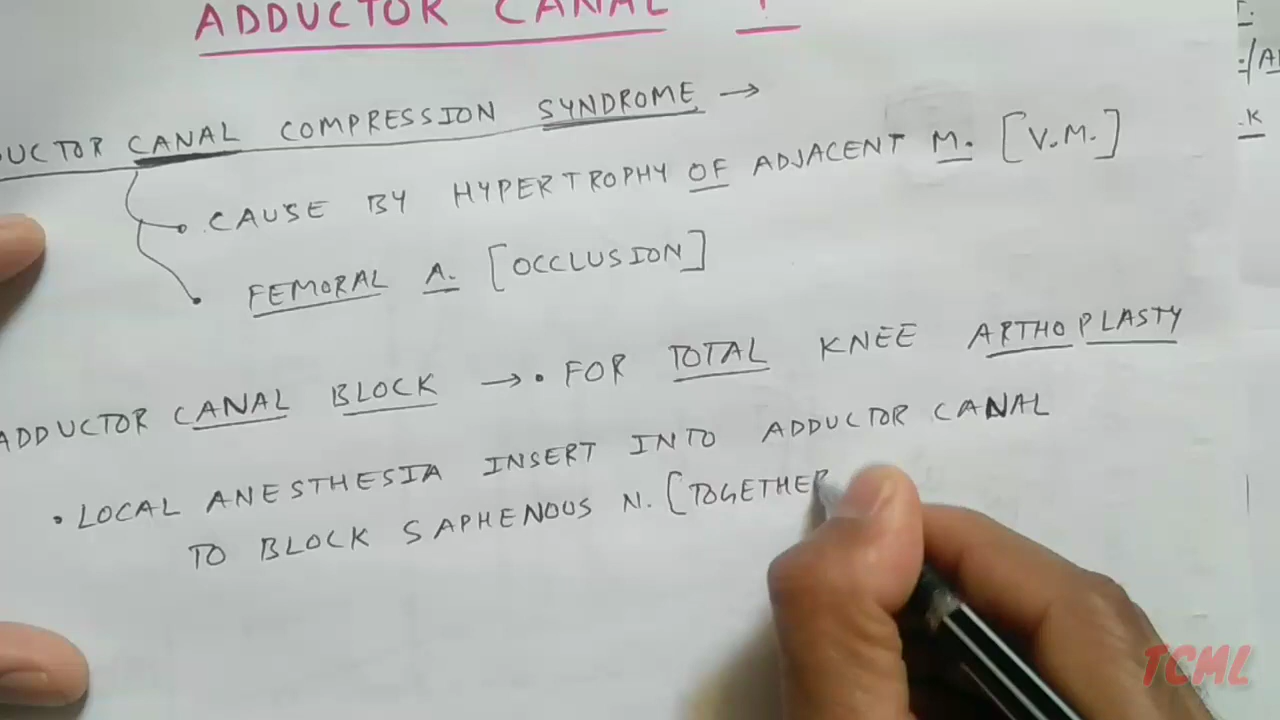 ADDUCTOR CANAL
DUCTOR CANAL COMPRESSION SYNDROME →
• CAUSE BY HYPERTROPHY OF ADJACENT M. [V.M.]
• FEMORAL A. [OCCLUSION]
ADDUCTOR CANAL BLOCK → • FOR TOTAL KNEE ARTHOPLASTY
• LOCAL ANESTHESIA INSERT INTO ADDUCTOR CANAL
TO BLOCK SAPHENOUS N. [TOGETHER
TCML